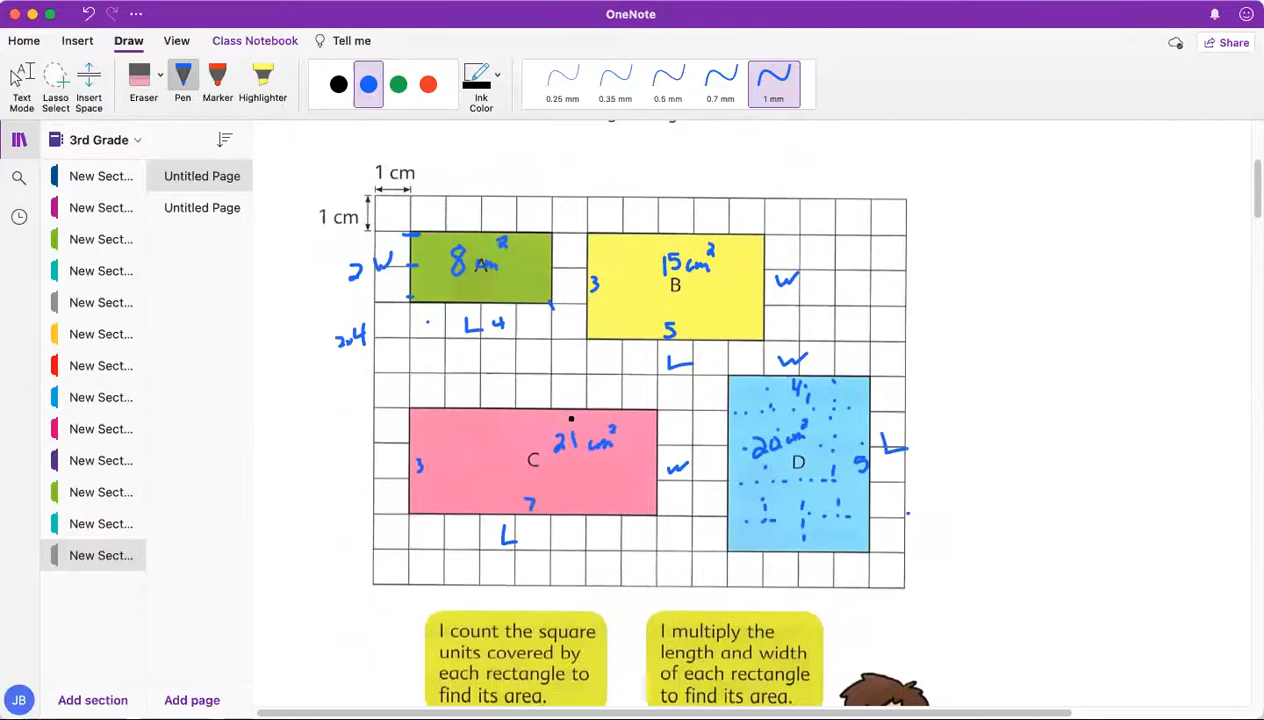 OneNote
Home Insert Draw View Class Notebook Tell me
Share
Text Mode
Lasso Select
Insert Space
Eraser
Pen
Marker
Highlighter
Ink Color
0.25 mm 0.35 mm 0.5 mm 0.7 mm 1 mm
3rd Grade
New Sect...
New Sect...
New Sect...
New Sect...
New Sect...
New Sect...
New Sect...
New Sect...
New Sect...
New Sect...
New Sect...
New Sect...
New Sect...
Untitled Page
Untitled Page
1 cm
1 cm
2 W
8 cm²
A
L 4
2x4
15 cm²
3
B
W
5
L
21 cm²
3
C
W
7
L
W
4
20 cm²
D
5
L
I count the square
units covered by
each rectangle to
find its area.
I multiply the
length and width
of each rectangle
to find its area.
JB
Add section
Add page